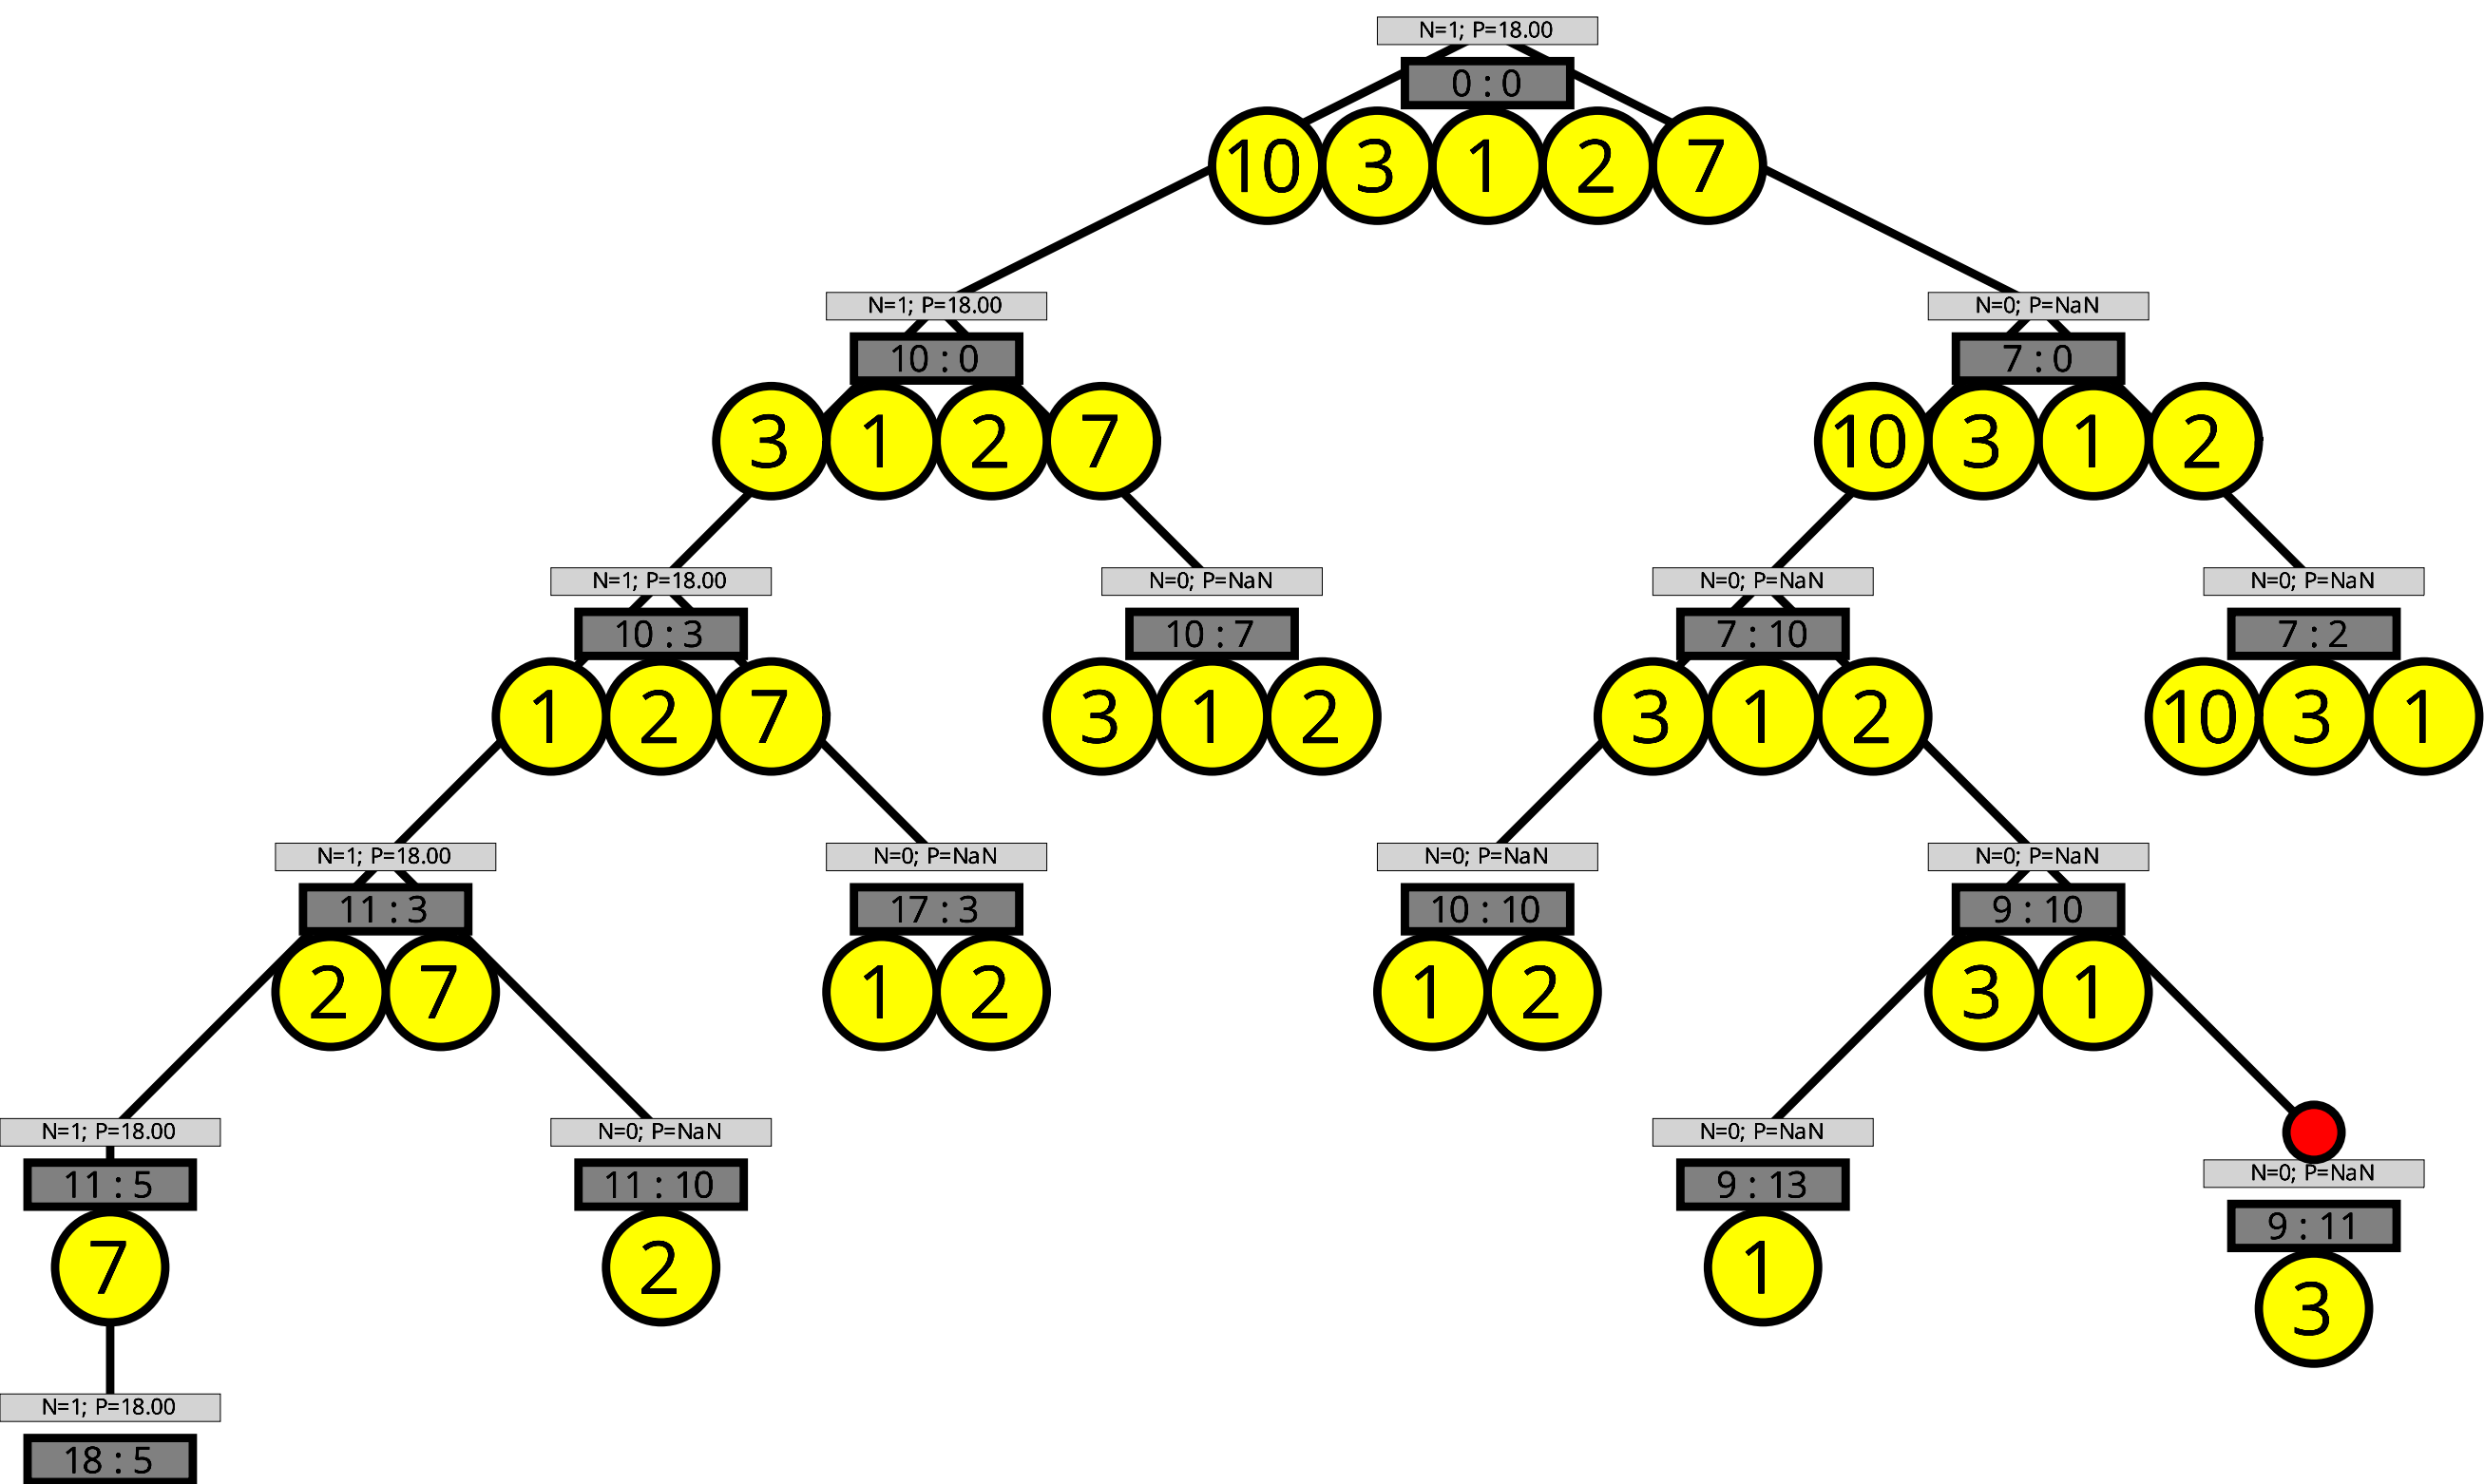 N=1; P=18.00
0 : 0
10 3 1 2 7
N=1; P=18.00
N=0; P=NaN
10 : 0
7 : 0
3 1 2 7
10 3 1 2
N=1; P=18.00
N=0; P=NaN
N=0; P=NaN
N=0; P=NaN
10 : 3
10 : 7
7 : 10
7 : 2
1 2 7
3 1 2
3 1 2
10 3 1
N=1; P=18.00
N=0; P=NaN
N=0; P=NaN
N=0; P=NaN
11 : 3
17 : 3
10 : 10
9 : 10
2 7
1 2
1 2
3 1
N=1; P=18.00
N=0; P=NaN
N=0; P=NaN
N=0; P=NaN
11 : 5
11 : 10
9 : 13
9 : 11
7
2
1
3
N=1; P=18.00
18 : 5